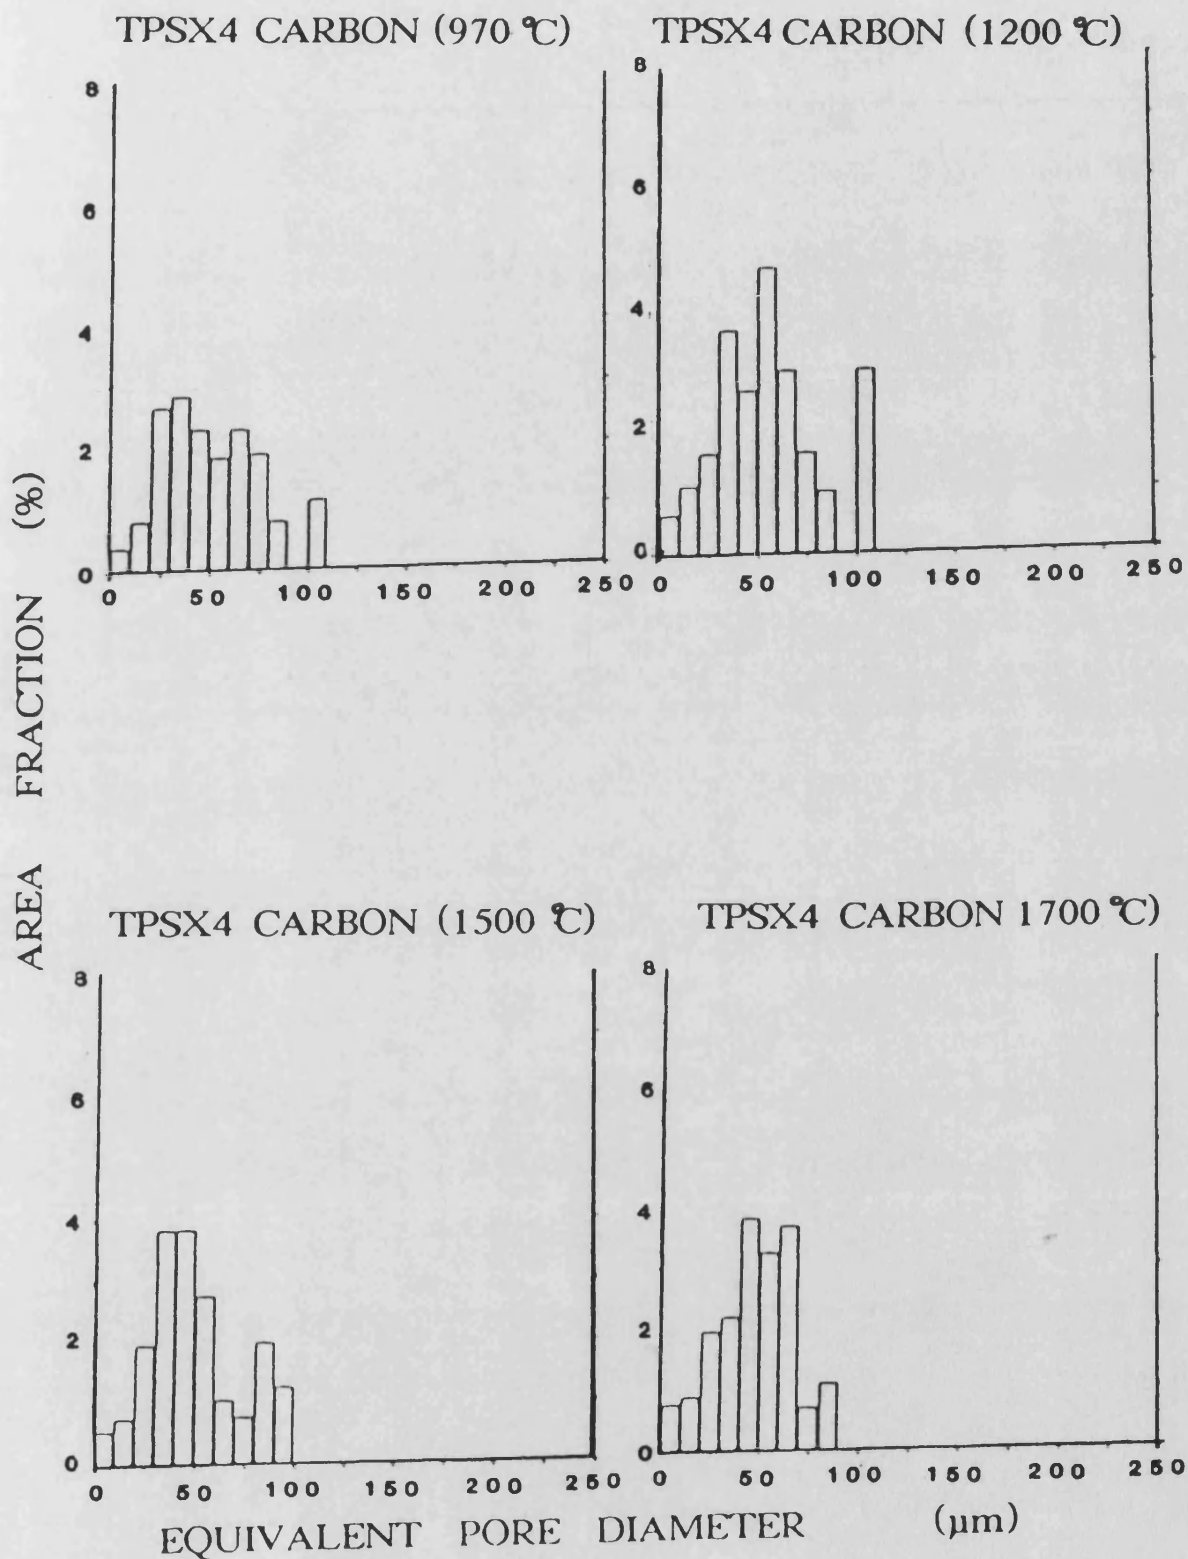 TPSX4 CARBON (970 ℃)
8
6
4
2
0
0 50 100 150 200 250
TPSX4 CARBON (1200 ℃)
8
6
4
2
0
0 50 100 150 200 250
AREA FRACTION (%)
TPSX4 CARBON (1500 ℃)
8
6
4
2
0
0 50 100 150 200 250
TPSX4 CARBON 1700 ℃)
8
6
4
2
0
0 50 100 150 200 250
EQUIVALENT PORE DIAMETER (µm)